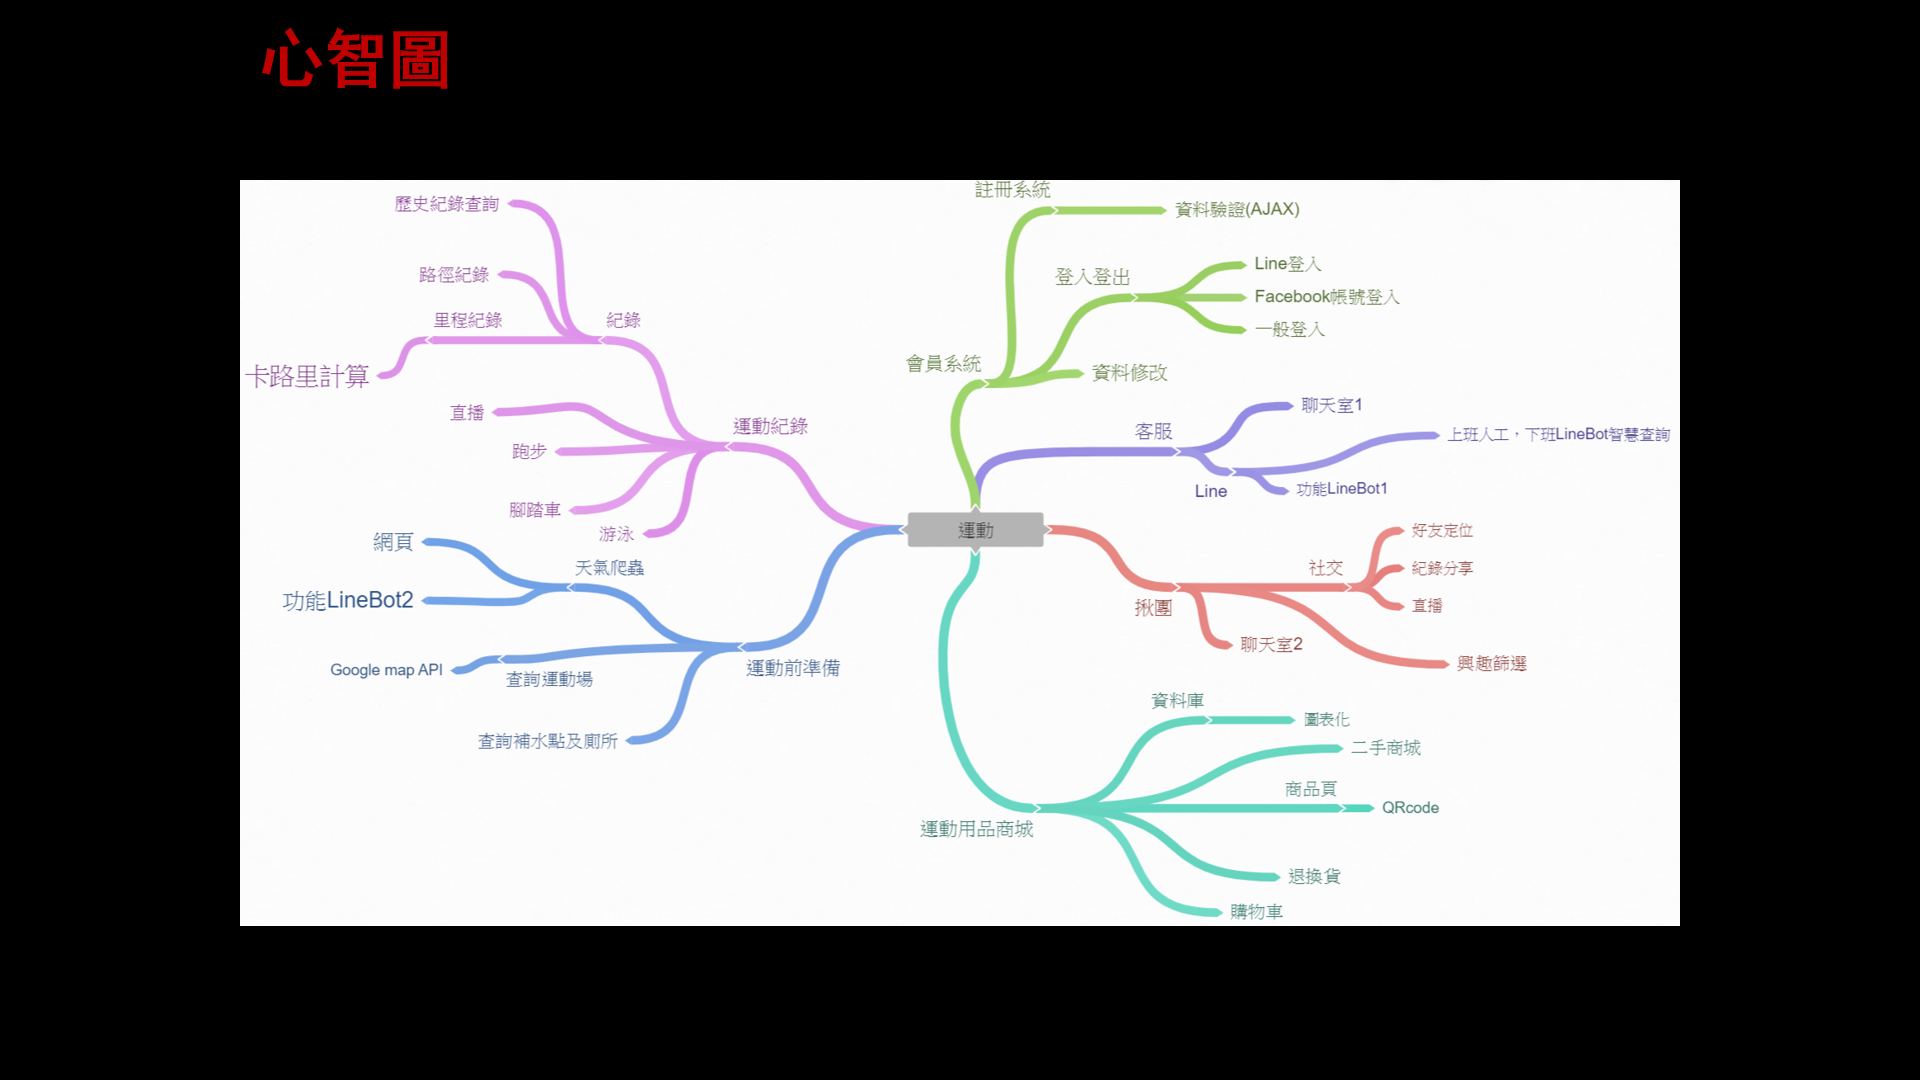 心智圖
註冊系統
歷史紀錄查詢
資料驗證(AJAX)
Line登入
路徑紀錄
登入登出
Facebook帳號登入
里程紀錄
紀錄
一般登入
會員系統
卡路里計算
資料修改
直播
聊天室1
運動紀錄
客服
上班人工,下班LineBot智慧查詢
跑步
Line
功能LineBot1
腳踏車
游泳
運動
好友定位
網頁
天氣爬蟲
社交
紀錄分享
功能LineBot2
揪團
直播
聊天室2
Google map API
查詢運動場
運動前準備
興趣篩選
資料庫
圖表化
查詢補水點及廁所
二手商城
商品頁
QRcode
運動用品商城
退換貨
購物車